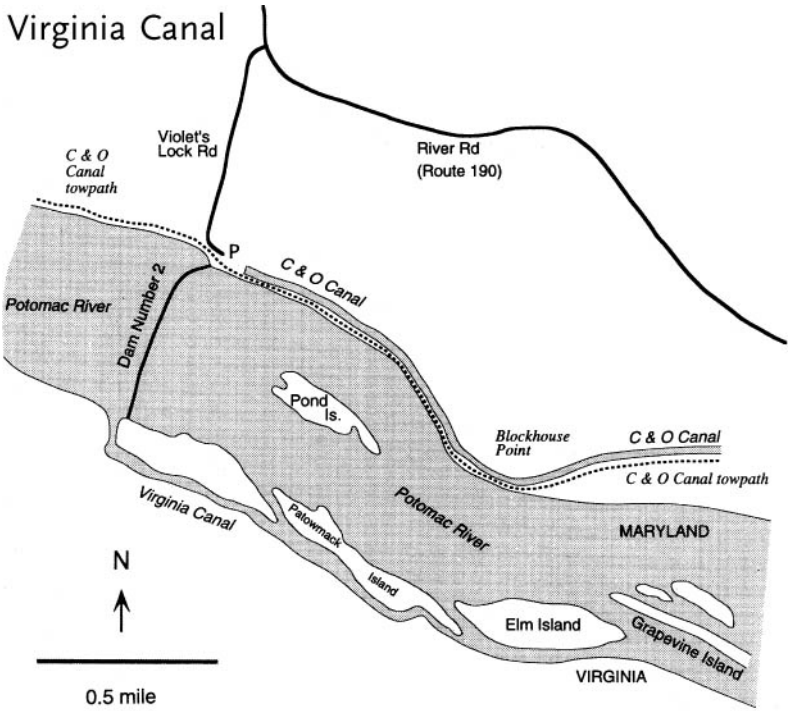 Virginia Canal
Violet's
Lock Rd
River Rd
(Route 190)
C & O
Canal
towpath
P
C & O Canal
Potomac River
Dam Number 2
Pond
Is.
Blockhouse
Point
C & O Canal
C & O Canal towpath
Virginia Canal
Potomac River
Patowmack
Island
MARYLAND
N
Elm Island
Grapevine Island
VIRGINIA
0.5 mile